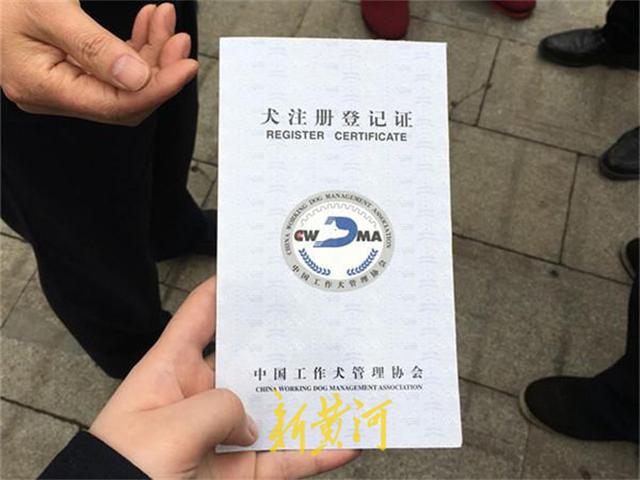 犬注册登记证
REGISTER CERTIFICATE
CHINA WORKING DOG MANAGEMENT ASSOCIATION
CWDMA
中国工作犬管理协会
中国工作犬管理协会
CHINA WORKING DOG MANAGEMENT ASSOCIATION
新黄河